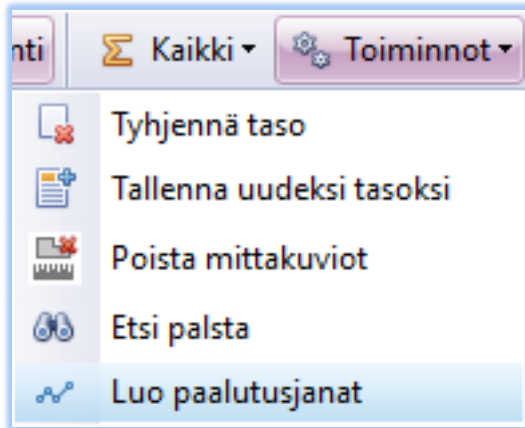 nti Kaikki Toiminnot
Tyhjennä taso
Tallenna uudeksi tasoksi
Poista mittakuviot
Etsi palsta
Luo paalutusjanat